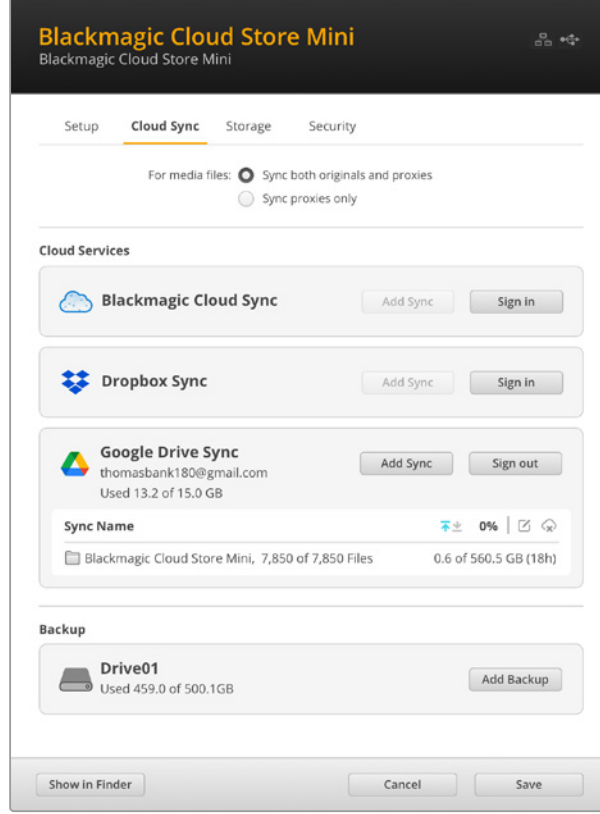 Blackmagic Cloud Store Mini
Blackmagic Cloud Store Mini
Setup Cloud Sync Storage Security
For media files: Sync both originals and proxies
Sync proxies only
Cloud Services
Blackmagic Cloud Sync Add Sync Sign in
Dropbox Sync Add Sync Sign in
Google Drive Sync Add Sync Sign out
thomasbank180@gmail.com
Used 13.2 of 15.0 GB
Sync Name 0%
Blackmagic Cloud Store Mini, 7,850 of 7,850 Files 0.6 of 560.5 GB (18h)
Backup
Drive01 Add Backup
Used 459.0 of 500.1GB
Show in Finder Cancel Save